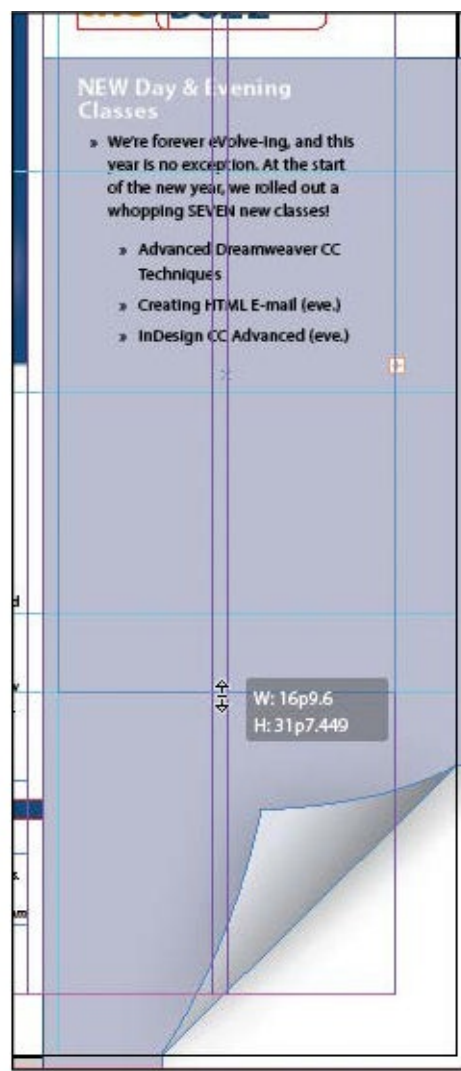 NEW Day & Evening
Classes
» We're forever eVolve-ing, and this
year is no exception. At the start
of the new year, we rolled out a
whopping SEVEN new classes!
» Advanced Dreamweaver CC
Techniques
» Creating HTML E-mail (eve.)
» InDesign CC Advanced (eve.)
W: 16p9.6
H: 31p7.449